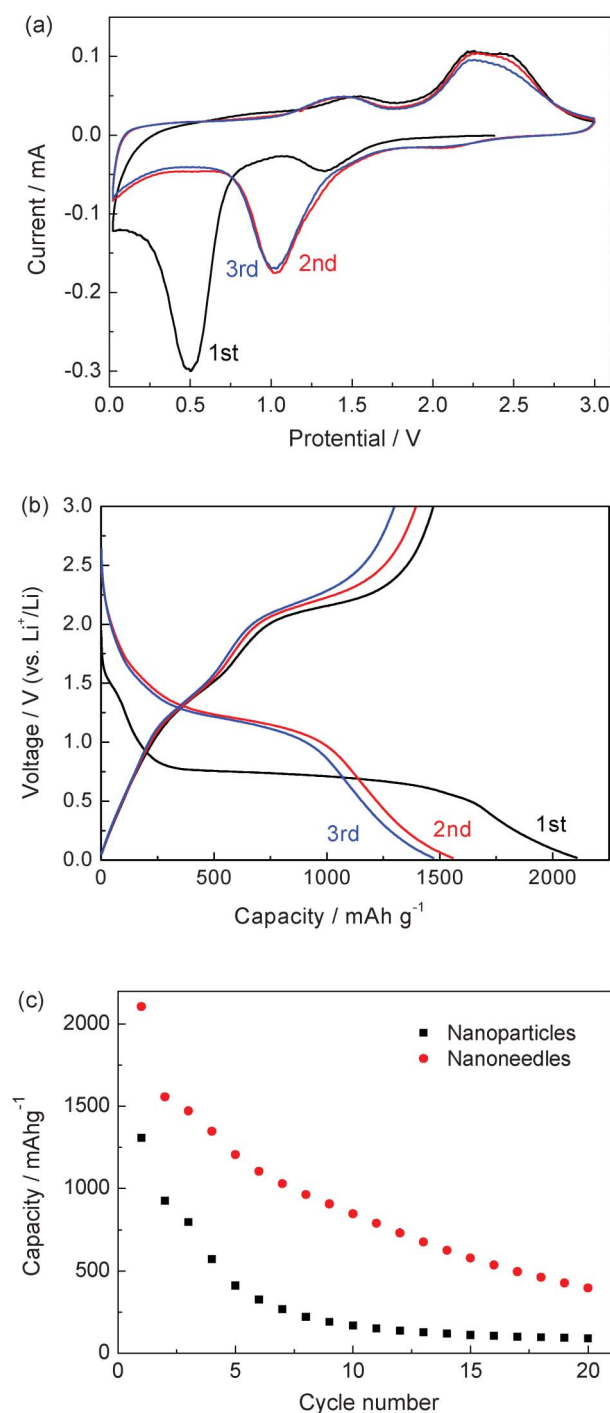 (a)
0.1
0.0
-0.1
-0.2
-0.3
Current / mA
3rd
2nd
1st
0.0 0.5 1.0 1.5 2.0 2.5 3.0
Protential / V
(b)
3.0
2.5
2.0
1.5
1.0
0.5
0.0
Voltage / V (vs. Li⁺/Li)
3rd
2nd
1st
0 500 1000 1500 2000
Capacity / mAh g⁻¹
(c)
2000
1500
1000
500
0
Capacity / mAhg⁻¹
Nanoparticles
Nanoneedles
0 5 10 15 20
Cycle number